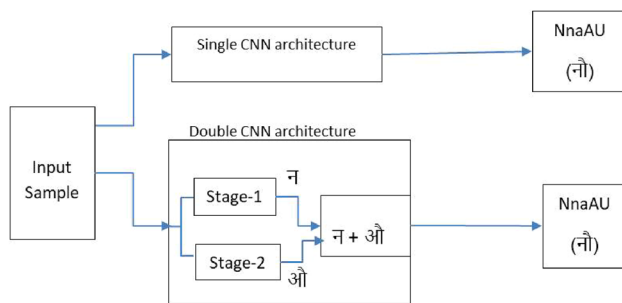 Single CNN architecture
NnaAU
(नौ)
Input
Sample
Double CNN architecture
Stage-1
न
Stage-2
औ
न + औ
NnaAU
(नौ)